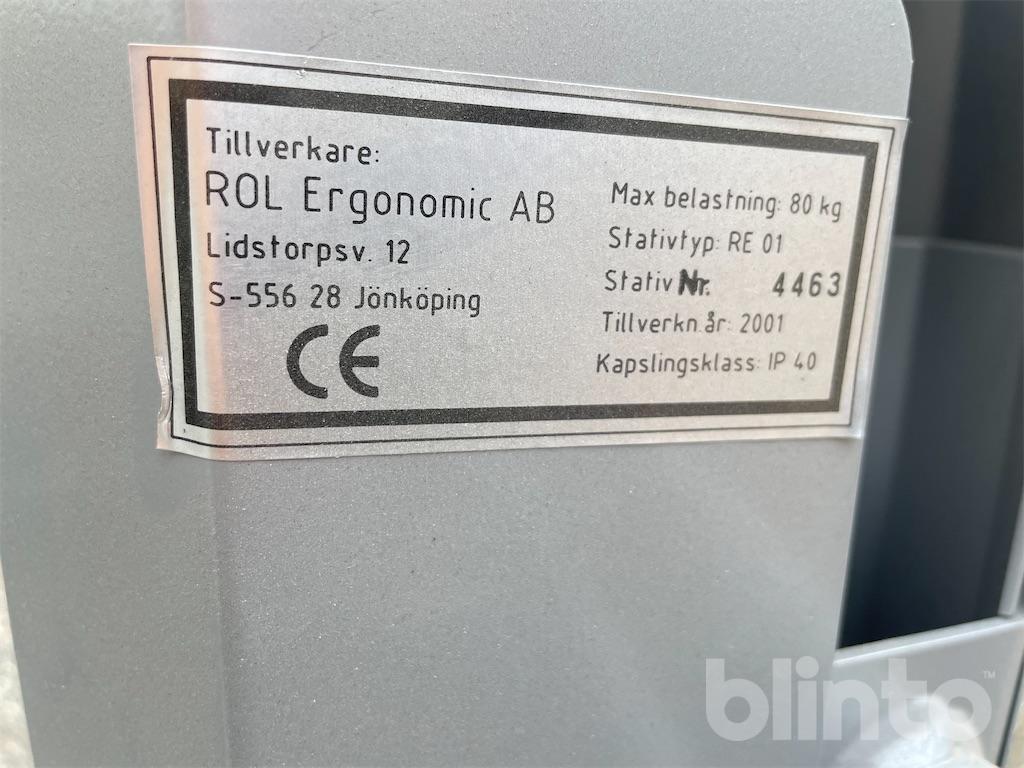 Tillverkare:
ROL Ergonomic AB
Lidstorpsv. 12
S-556 28 Jönköping
CE
Max belastning: 80 kg
Stativtyp: RE 01
Stativ Nr. 4463
Tillverkn.år: 2001
Kapslingsklass: IP 40
blinto™